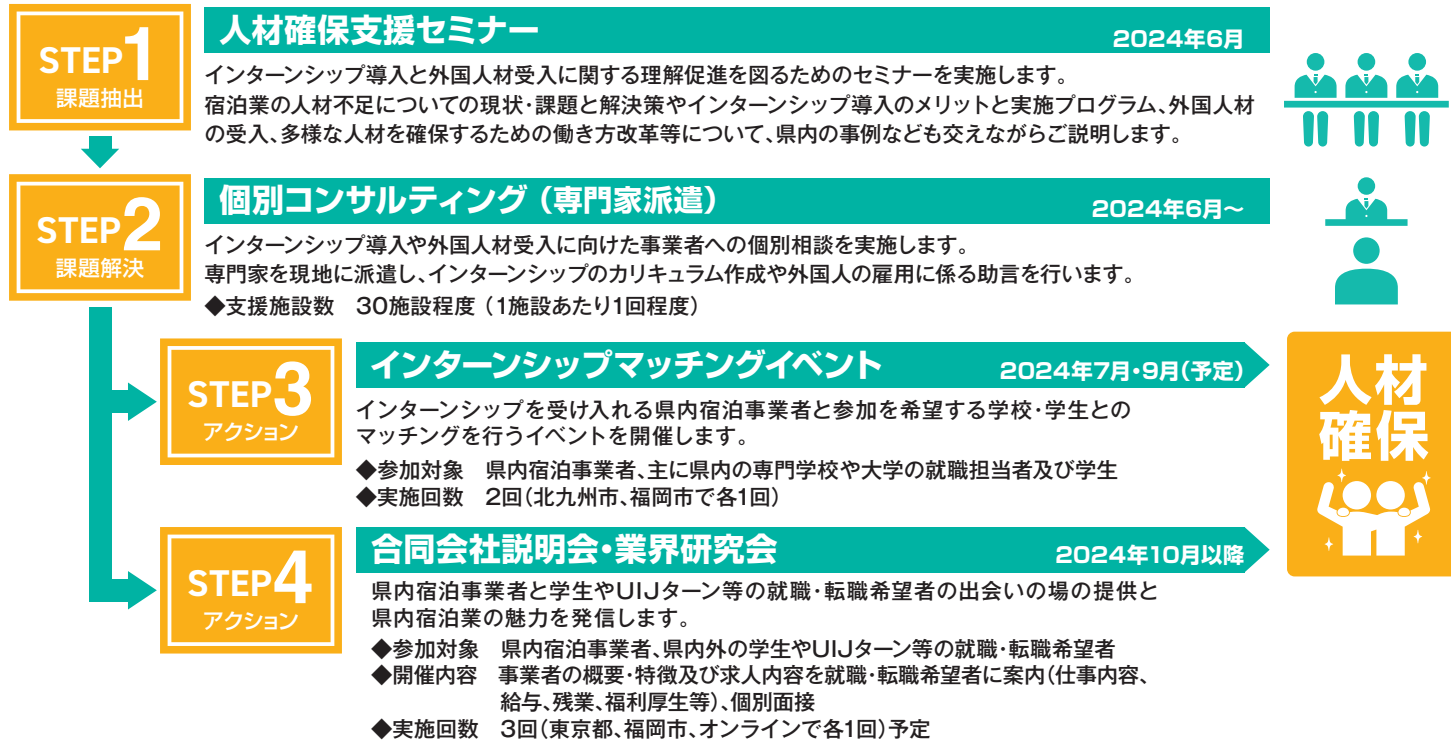 STEP1
課題抽出
人材確保支援セミナー 2024年6月
インターンシップ導入と外国人材受入に関する理解促進を図るためのセミナーを実施します。
宿泊業の人材不足についての現状・課題と解決策やインターンシップ導入のメリットと実施プログラム、外国人材
の受入、多様な人材を確保するための働き方改革等について、県内の事例なども交えながらご説明します。
STEP2
課題解決
個別コンサルティング（専門家派遣） 2024年6月～
インターンシップ導入や外国人材受入に向けた事業者への個別相談を実施します。
専門家を現地に派遣し、インターンシップのカリキュラム作成や外国人の雇用に係る助言を行います。
◆支援施設数　30施設程度（1施設あたり1回程度）
STEP3
アクション
インターンシップマッチングイベント 2024年7月・9月(予定)
インターンシップを受け入れる県内宿泊事業者と参加を希望する学校・学生との
マッチングを行うイベントを開催します。
◆参加対象　県内宿泊事業者、主に県内の専門学校や大学の就職担当者及び学生
◆実施回数　2回(北九州市、福岡市で各1回)
STEP4
アクション
合同会社説明会・業界研究会 2024年10月以降
県内宿泊事業者と学生やUIJターン等の就職・転職希望者の出会いの場の提供と
県内宿泊業の魅力を発信します。
◆参加対象　県内宿泊事業者、県内外の学生やUIJターン等の就職・転職希望者
◆開催内容　事業者の概要・特徴及び求人内容を就職・転職希望者に案内(仕事内容、
給与、残業、福利厚生等)、個別面接
◆実施回数　3回(東京都、福岡市、オンラインで各1回)予定
人材
確保